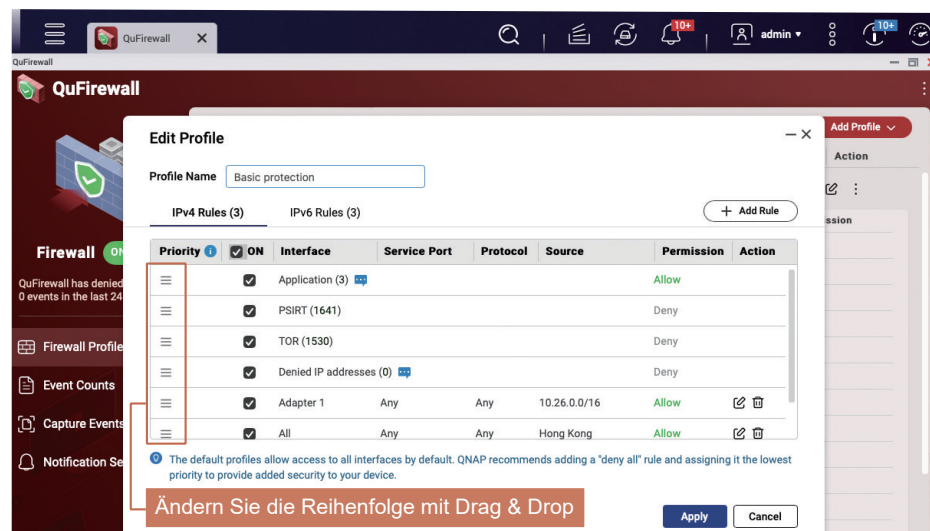 QuFirewall
10+
admin
10+
QuFirewall
QuFirewall
Add Profile
Action
Edit Profile
Profile Name Basic protection
IPv4 Rules (3) IPv6 Rules (3) + Add Rule
Priority ON Interface Service Port Protocol Source Permission Action
Application (3) Allow
PSIRT (1641) Deny
TOR (1530) Deny
Denied IP addresses (0) Deny
Adapter 1 Any Any 10.26.0.0/16 Allow
All Any Any Hong Kong Allow
The default profiles allow access to all interfaces by default. QNAP recommends adding a "deny all" rule and assigning it the lowest
priority to provide added security to your device.
Ändern Sie die Reihenfolge mit Drag & Drop
Apply Cancel
Firewall
QuFirewall has denied
0 events in the last 24
Firewall Profile
Event Counts
Capture Events
Notification Se
ssion